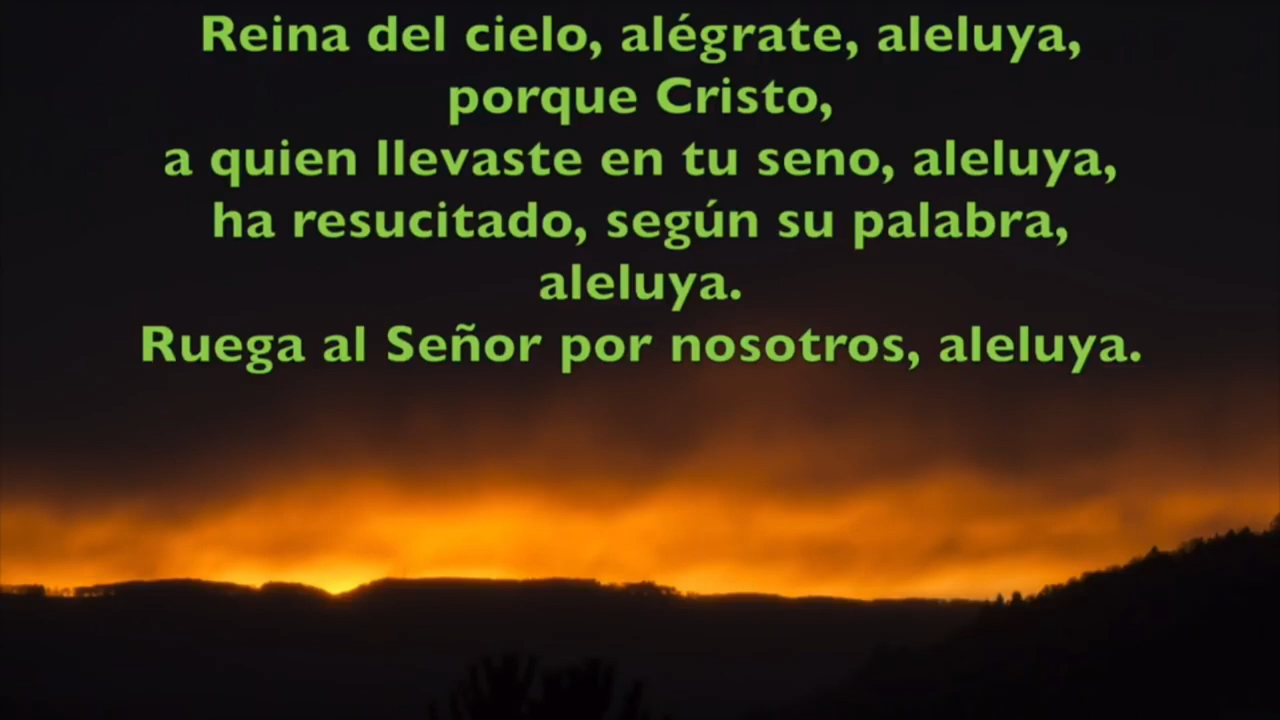 Reina del cielo, alégrate, aleluya,
porque Cristo,
a quien llevaste en tu seno, aleluya,
ha resucitado, según su palabra,
aleluya.
Ruega al Señor por nosotros, aleluya.